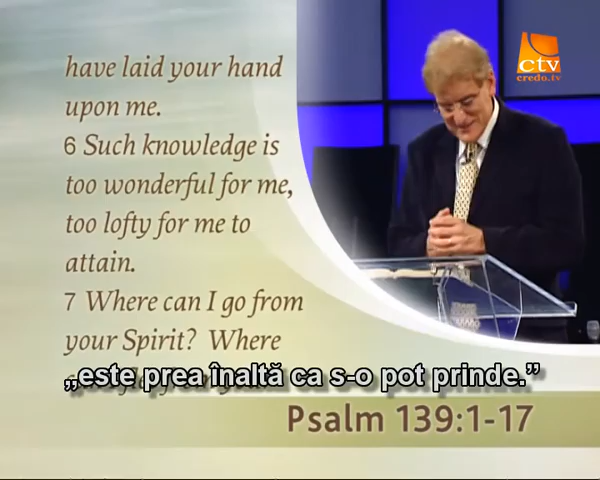 have laid your hand
upon me.
6 Such knowledge is
too wonderful for me,
too lofty for me to
attain.
7 Where can I go from
your Spirit? Where
„este prea înaltă ca s-o pot prinde.”
Psalm 139:1-17
ctv
credo.tv